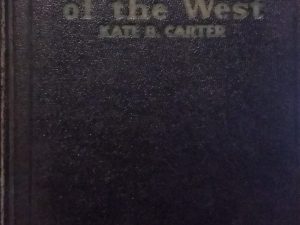 of the West
KATE B. CARTER